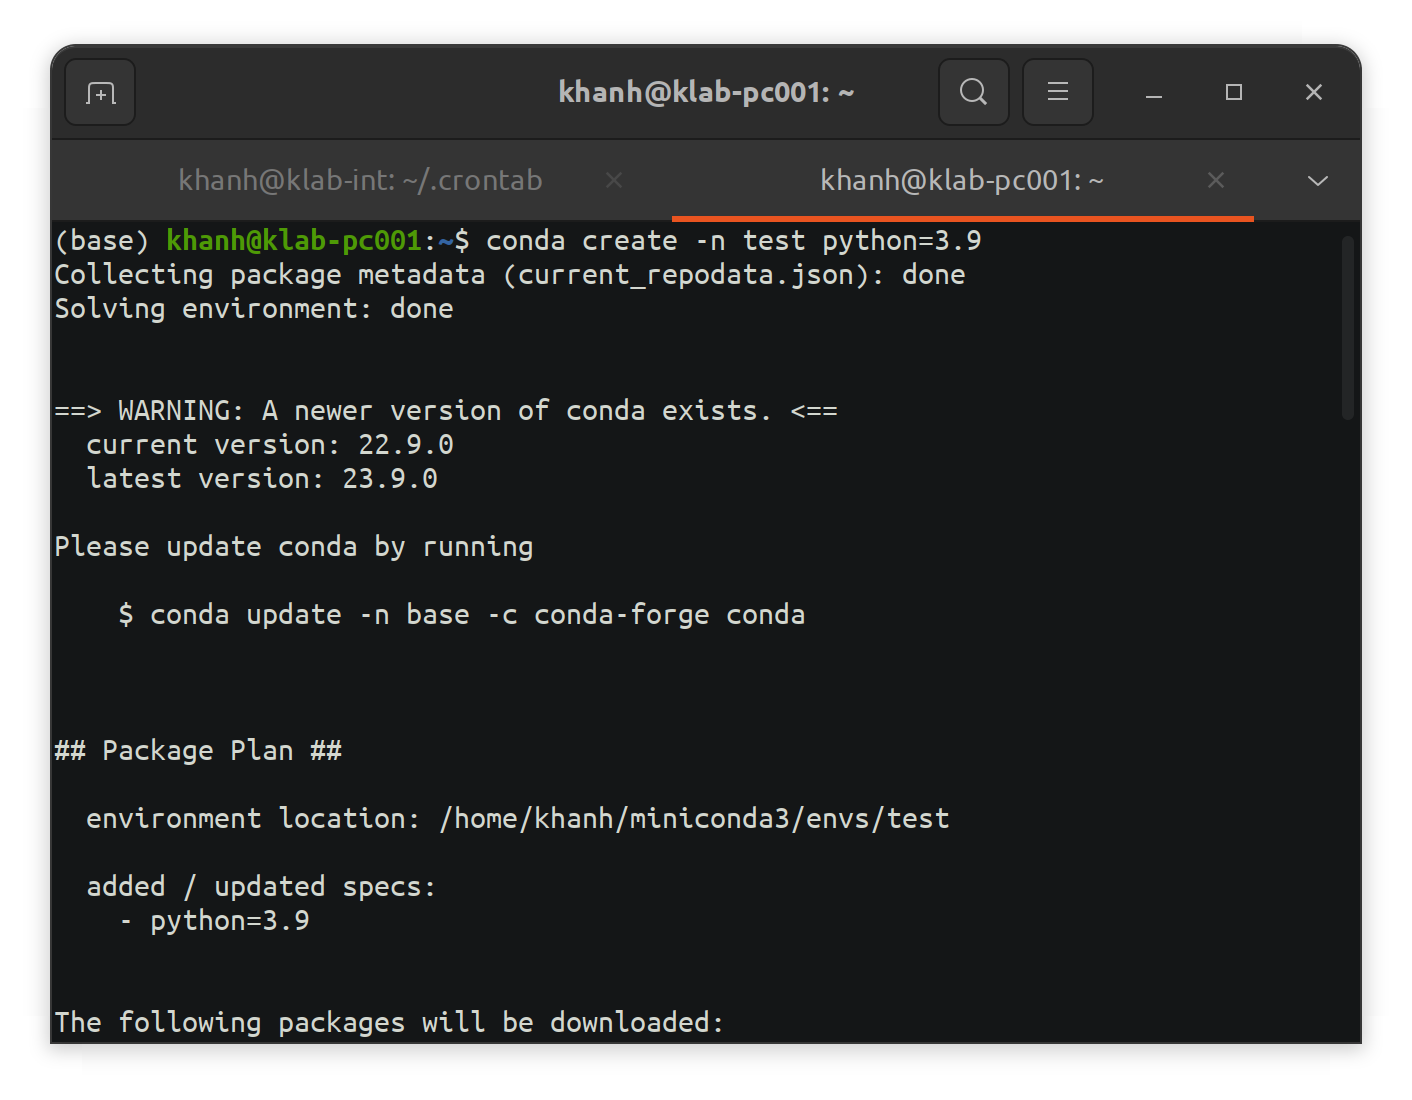 khanh@klab-pc001: ~
khanh@klab-int: ~/.crontab
khanh@klab-pc001: ~
(base) khanh@klab-pc001:~$ conda create -n test python=3.9
Collecting package metadata (current_repodata.json): done
Solving environment: done
==> WARNING: A newer version of conda exists. <==
  current version: 22.9.0
  latest version: 23.9.0
Please update conda by running
    $ conda update -n base -c conda-forge conda
## Package Plan ##
  environment location: /home/khanh/miniconda3/envs/test
  added / updated specs:
    - python=3.9
The following packages will be downloaded: